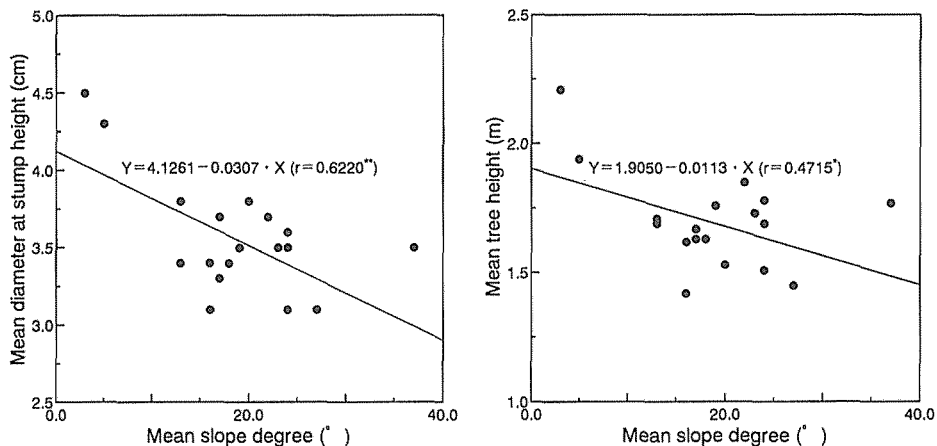 5.0
4.5
4.0
3.5
3.0
2.5
Mean diameter at stump height (cm)
Y=4.1261−0.0307・X (r=0.6220**)
0.0
20.0
40.0
Mean slope degree (° )
2.5
2.0
1.5
1.0
Mean tree height (m)
Y=1.9050−0.0113・X (r=0.4715*)
0.0
20.0
40.0
Mean slope degree (° )